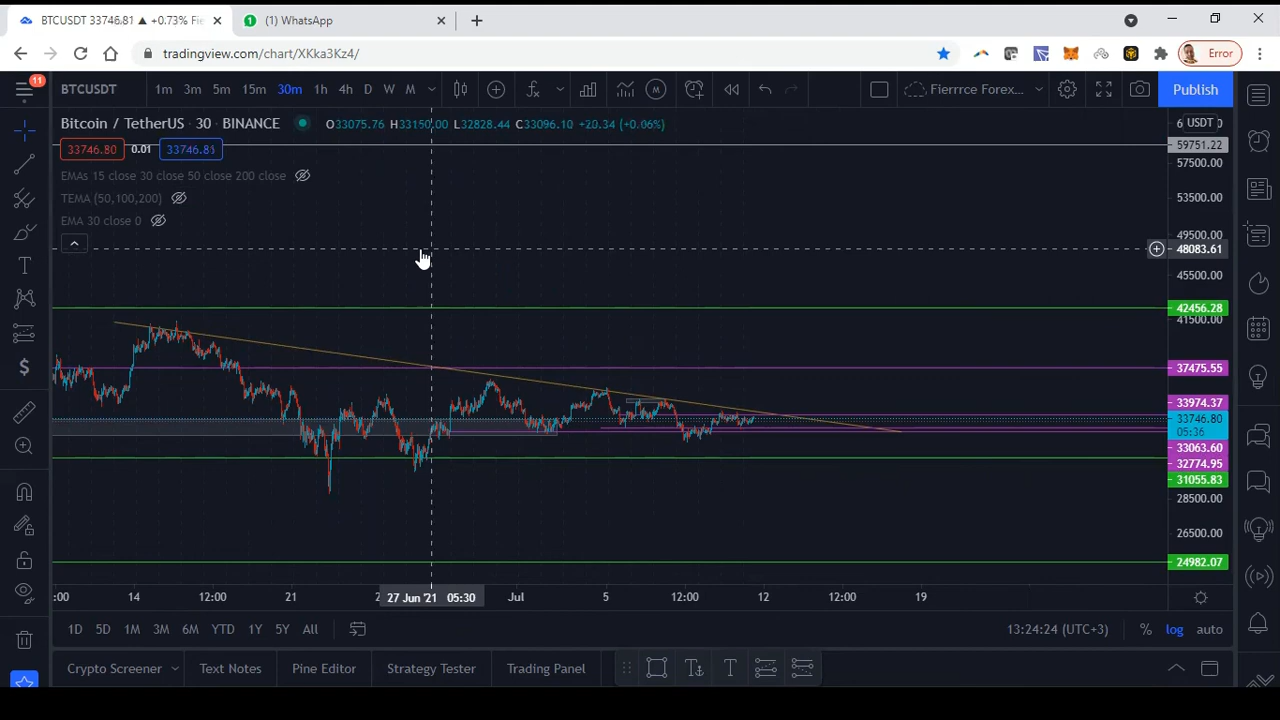 BTCUSDT 33746.81 ▲ +0.73% Fie
1
(1) WhatsApp
tradingview.com/chart/XKka3Kz4/
Error
11
BTCUSDT
1m 3m 5m 15m 30m 1h 4h D W M
Fierrrce Forex...
Publish
Bitcoin / TetherUS · 30 · BINANCE
O33075.76 H33150.00 L32828.44 C33096.10 +20.34 (+0.06%)
USDT
33746.80 0.01 33746.81
59751.22
57500.00
EMAs 15 close 30 close 50 close 200 close
TEMA (50,100,200)
53500.00
EMA 30 close 0
49500.00
48083.61
45500.00
42456.28
41500.00
37475.55
33974.37
33746.80
05:36
33063.60
32774.95
31055.83
28500.00
26500.00
24982.07
:00 14 12:00 21 2 27 Jun '21 05:30 Jul 5 12:00 12 12:00 19
1D 5D 1M 3M 6M YTD 1Y 5Y All
13:24:24 (UTC+3) % log auto
Crypto Screener Text Notes Pine Editor Strategy Tester Trading Panel